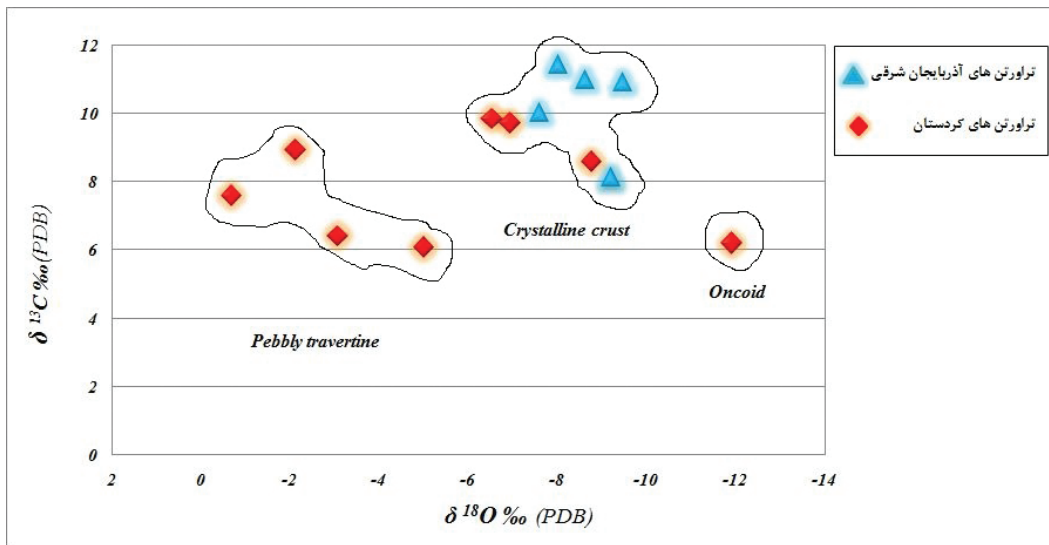 12
10
8
6
4
2
0
δ ¹³C ‰ (PDB)
2 0 -2 -4 -6 -8 -10 -12 -14
δ ¹⁸O ‰ (PDB)
Pebbly travertine
Crystalline crust
Oncoid
تراورتن های آذربایجان شرقی
تراورتن های کردستان